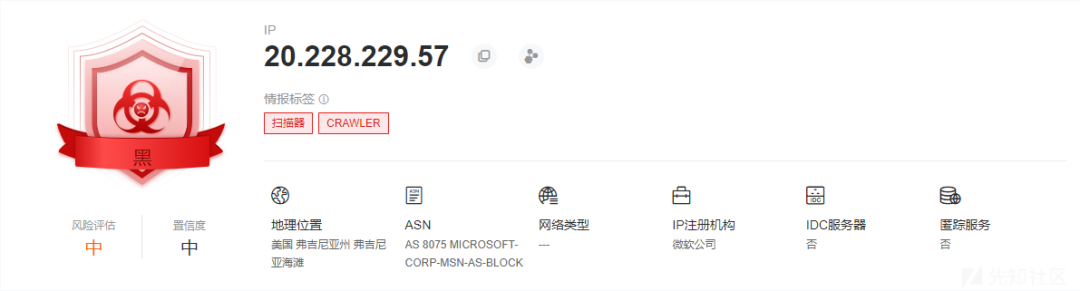 IP
20.228.229.57
情报标签
扫描器 CRAWLER
黑
风险评估
中
置信度
中
地理位置
美国 弗吉尼亚州 弗吉尼
亚海滩
ASN
AS 8075 MICROSOFT-
CORP-MSN-AS-BLOCK
网络类型
---
IP注册机构
微软公司
IDC服务器
否
匿踪服务
否
先知社区